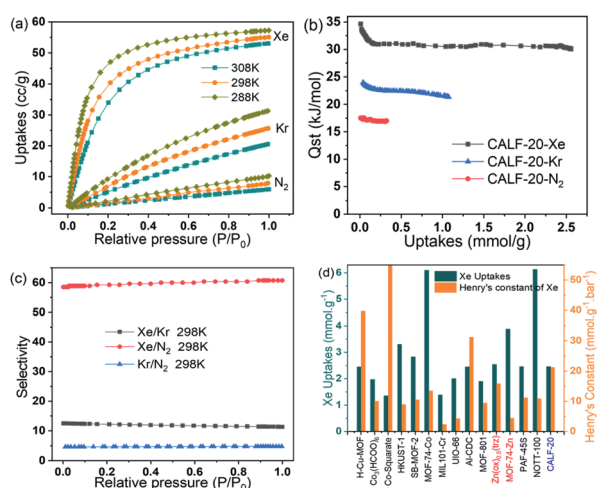 (a)
Uptakes (cc/g)
60
50
40
30
20
10
0
Xe
308K
298K
288K
Kr
N₂
0.0 0.2 0.4 0.6 0.8 1.0
Relative pressure (P/P₀)
(b)
Qst (kJ/mol)
35
30
25
20
15
10
5
0
CALF-20-Xe
CALF-20-Kr
CALF-20-N₂
0.0 0.5 1.0 1.5 2.0 2.5
Uptakes (mmol/g)
(c)
Selectivity
60
50
40
30
20
10
0
Xe/Kr 298K
Xe/N₂ 298K
Kr/N₂ 298K
0.0 0.2 0.4 0.6 0.8 1.0
Relative pressure (P/P₀)
(d)
Xe Uptakes (mmol.g⁻¹)
6
5
3
2
0
Xe Uptakes
Henry's constant of Xe
50
40
30
20
10
0
Henry's Constant (mmol.g⁻¹.bar⁻¹)
H-Cu-MOF
Co₃(HCOO)₆
Co-Squarate
HKUST-1
SB-MOF-2
MOF-74-Co
MIL101-Cr
UIO-66
Al-CDC
MOF-801
Zn(ox)₀.₅(trz)
MOF-74-Zn
PAF-45S
NOTT-100
CALF-20